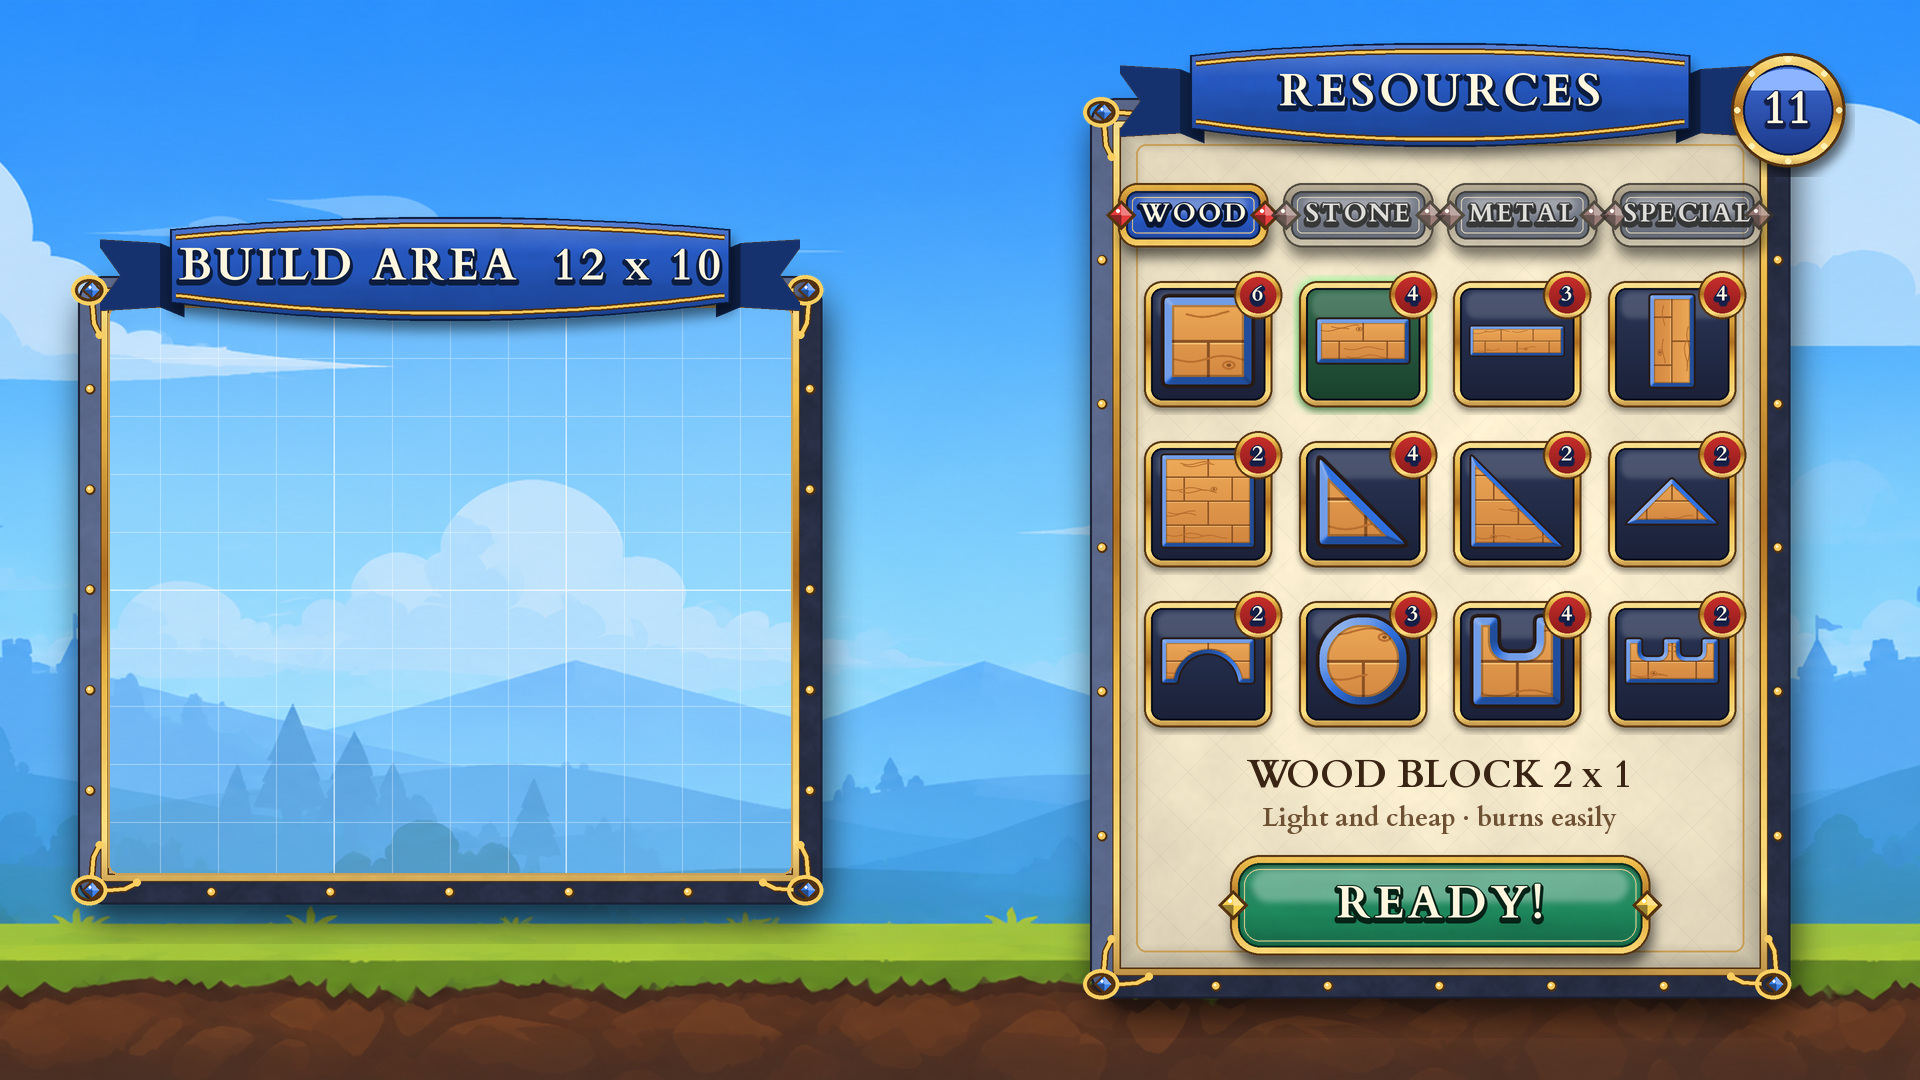 RESOURCES
11
BUILD AREA 12 x 10
WOOD STONE METAL SPECIAL
6 4 3 4
2 4 2 2
2 3 4 2
WOOD BLOCK 2 x 1
Light and cheap · burns easily
READY!